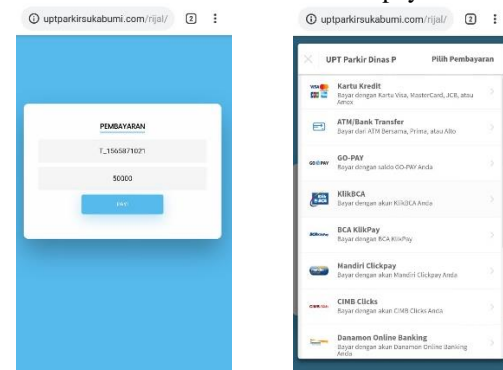 uptparkirsukabumi.com/rijal/ 2
PEMBAYARAN
T_1565871021
50000
PAY!
uptparkirsukabumi.com/rijal/ 2
UPT Parkir Dinas P Pilih Pembayaran
Kartu Kredit
Bayar dengan Kartu Visa, MasterCard, JCB, atau
Amex
ATM/Bank Transfer
Bayar dari ATM Bersama, Prima, atau Alto
GO-PAY
GO-PAY
Bayar dengan saldo GO-PAY Anda
KlikBCA
Bayar dengan akun KlikBCA Anda
BCA KlikPay
Bayar dengan BCA KlikPay
Mandiri Clickpay
Bayar dengan akun Mandiri Clickpay Anda
CIMB Clicks
Bayar dengan akun CIMB Clicks Anda
Danamon Online Banking
Bayar dengan akun Danamon Online Banking
Anda